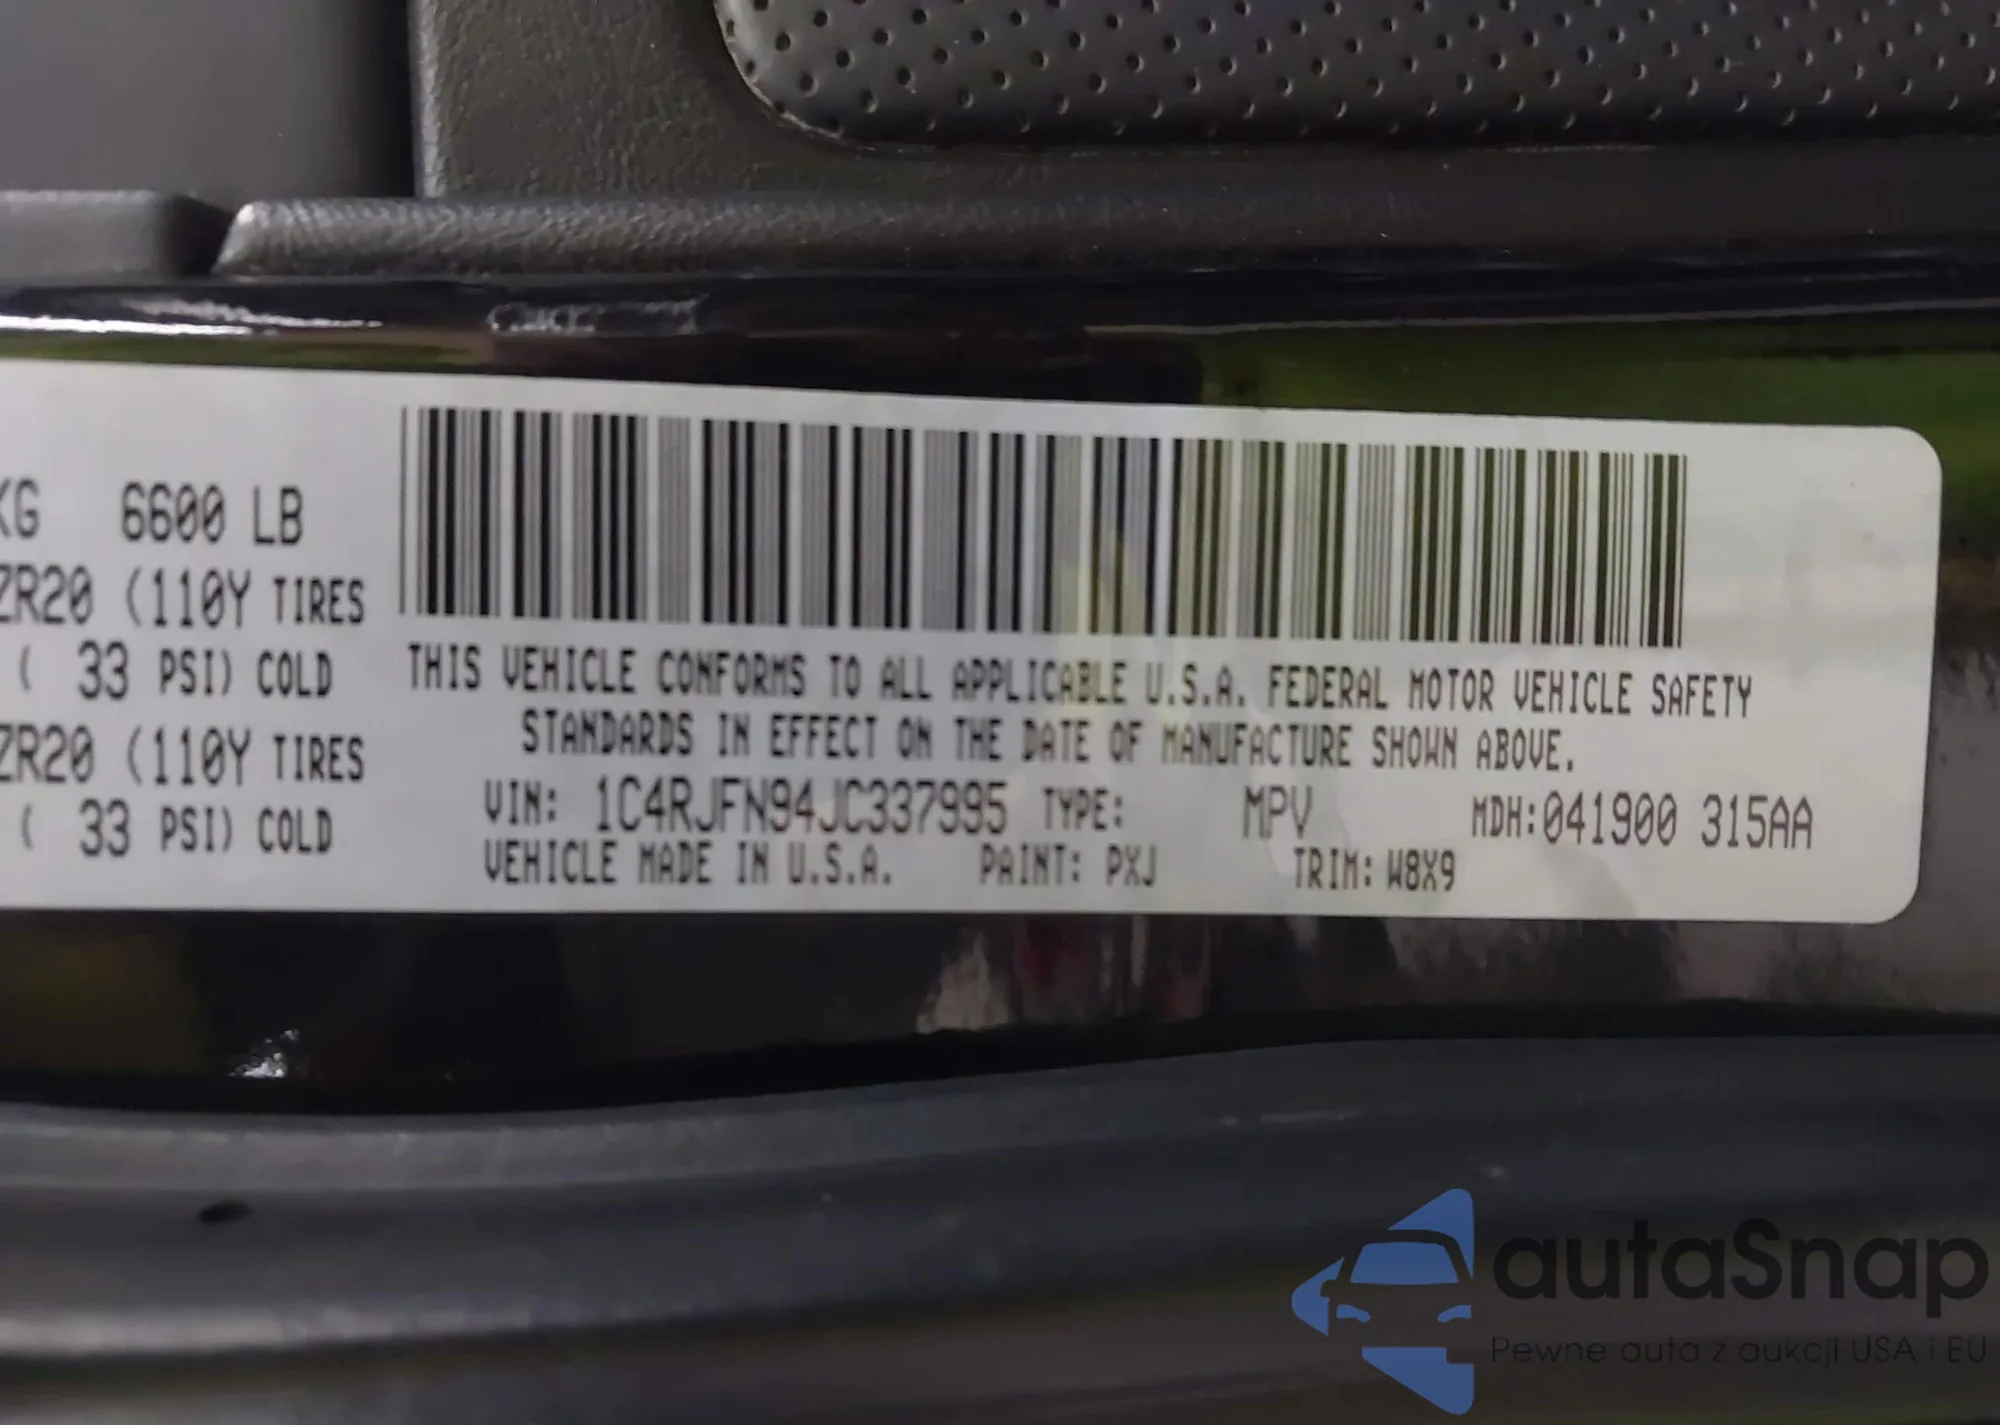 KG 6600 LB
ZR20 (110Y TIRES
( 33 PSI) COLD
ZR20 (110Y TIRES
( 33 PSI) COLD
THIS VEHICLE CONFORMS TO ALL APPLICABLE U.S.A. FEDERAL MOTOR VEHICLE SAFETY
STANDARDS IN EFFECT ON THE DATE OF MANUFACTURE SHOWN ABOVE.
VIN: 1C4RJFN94JC337995 TYPE: MPV MDH:041900 315AA
VEHICLE MADE IN U.S.A. PAINT: PXJ TRIM: W8X9
autaSnap
Pewne auta z aukcji USA i EU